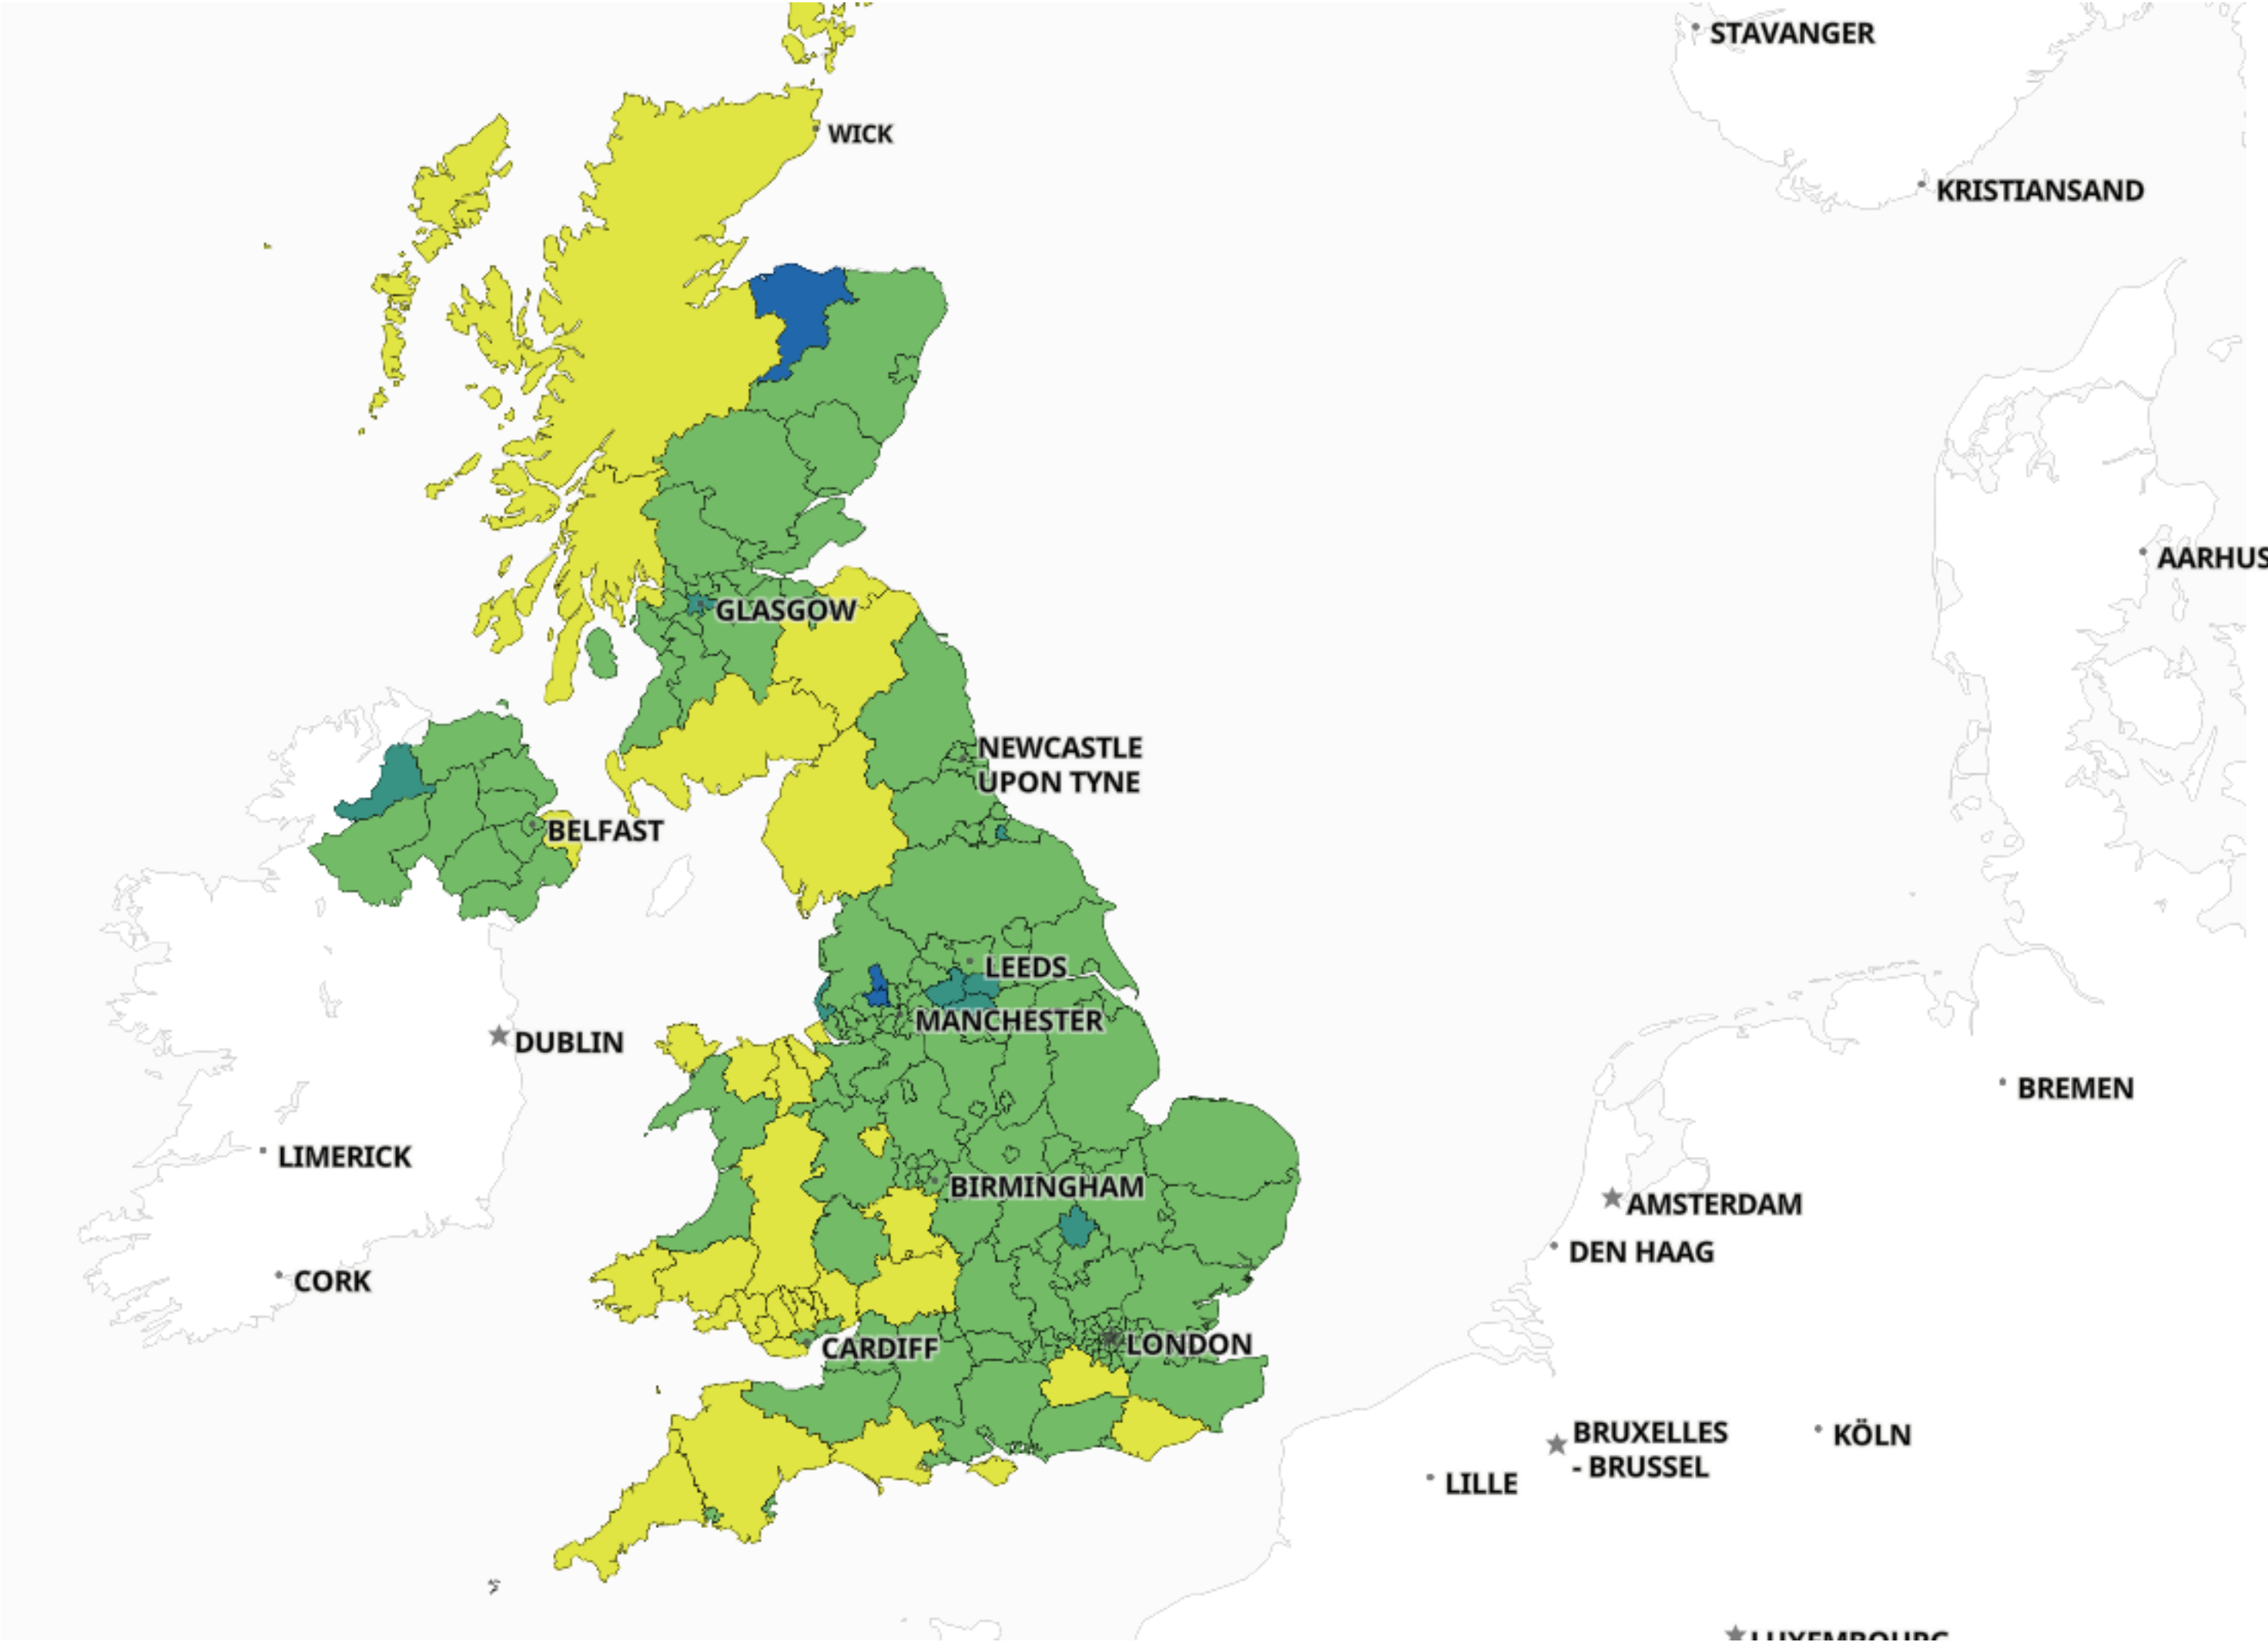 STAVANGER
WICK
KRISTIANSAND
AARHUS
GLASGOW
NEWCASTLE
UPON TYNE
BELFAST
LEEDS
MANCHESTER
DUBLIN
BREMEN
LIMERICK
BIRMINGHAM
AMSTERDAM
DEN HAAG
CORK
LONDON
CARDIFF
BRUXELLES
- BRUSSEL
KÖLN
LILLE
LUXEMBOURG